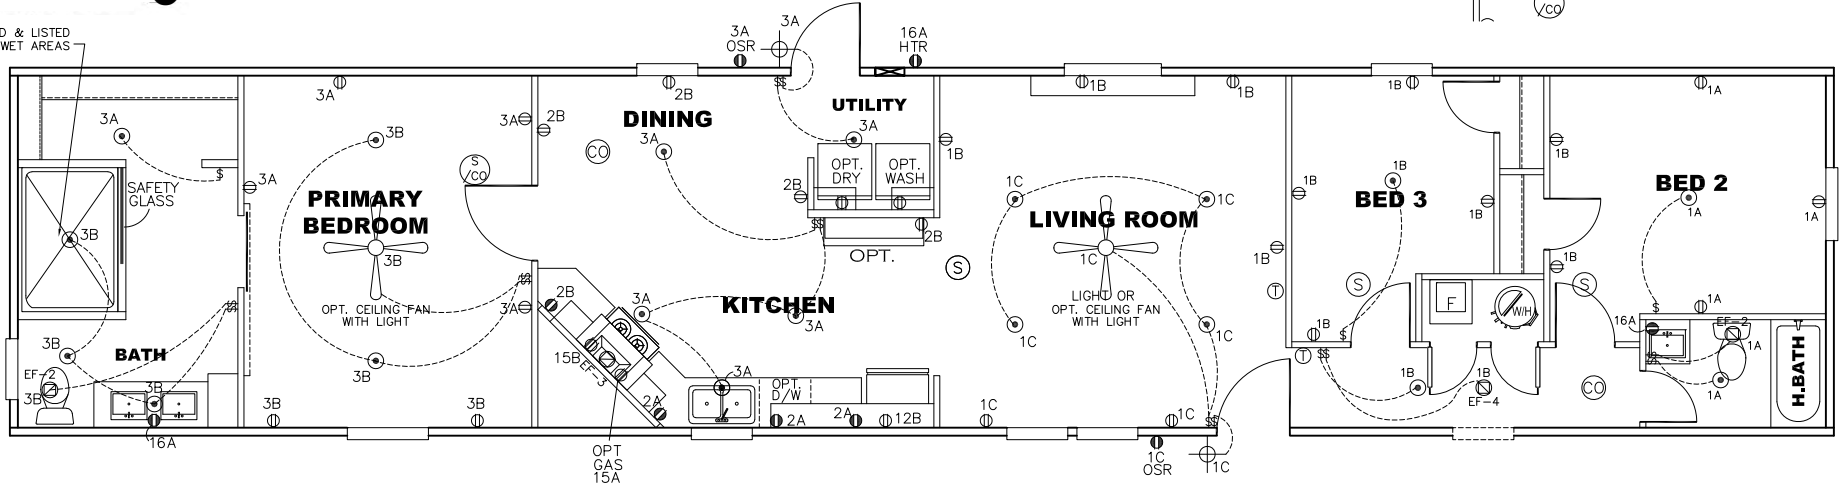 D & LISTED
WET AREAS
/CO
3A
OSR
3A
16A
HTR
3A
3A
3A
2B
2B
1B
1B
1B
1A
UTILITY
DINING
3A
3A
3B
CO
3A
1B
1B
S
/CO
OPT.
DRY
OPT.
WASH
2B
SAFETY
GLASS
3A
PRIMARY
BEDROOM
1C
1C
LIVING ROOM
1B
1B
BED 3
1B
BED 2
1A
1A
3B
3B
3B
2B
OPT.
1C
1B
1B
S
S
S
T
OPT. CEILING FAN
WITH LIGHT
3A
2B
3A
KITCHEN
3A
LIGHT OR
OPT. CEILING FAN
WITH LIGHT
1C
1C
F
W/H
1B
1A
16A
EF-2
1A
3B
BATH
EF-2
3B
3B
3B
15B
EF-3
3A
OPT.
D/W
T
1B
1B
EF-4
CO
1A
H.BATH
16A
3B
3B
2A
2A
2A
12B
1C
1C
OPT
GAS
15A
1C
OSR
1C